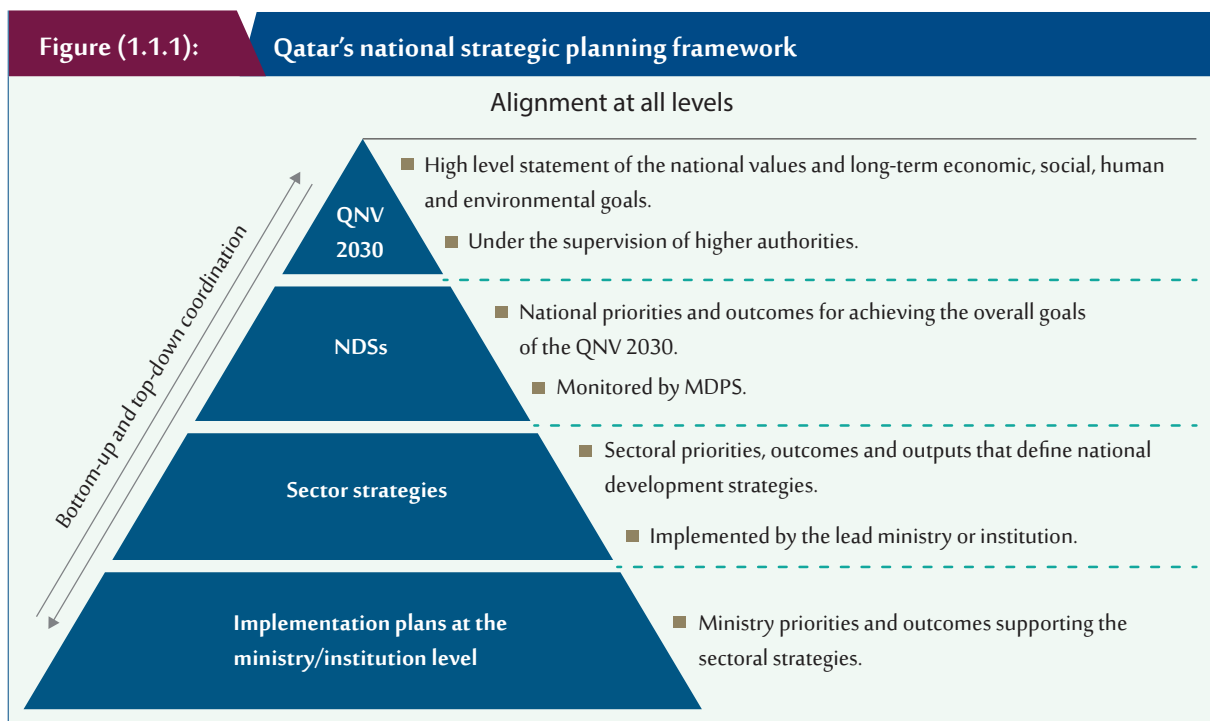 Figure (1.1.1):
Qatar's national strategic planning framework
Alignment at all levels
Bottom-up and top-down coordination
QNV
2030
■ High level statement of the national values and long-term economic, social, human
and environmental goals.
■ Under the supervision of higher authorities.
NDSs
■ National priorities and outcomes for achieving the overall goals
of the QNV 2030.
■ Monitored by MDPS.
Sector strategies
■ Sectoral priorities, outcomes and outputs that define national
development strategies.
■ Implemented by the lead ministry or institution.
Implementation plans at the
ministry/institution level
■ Ministry priorities and outcomes supporting the
sectoral strategies.